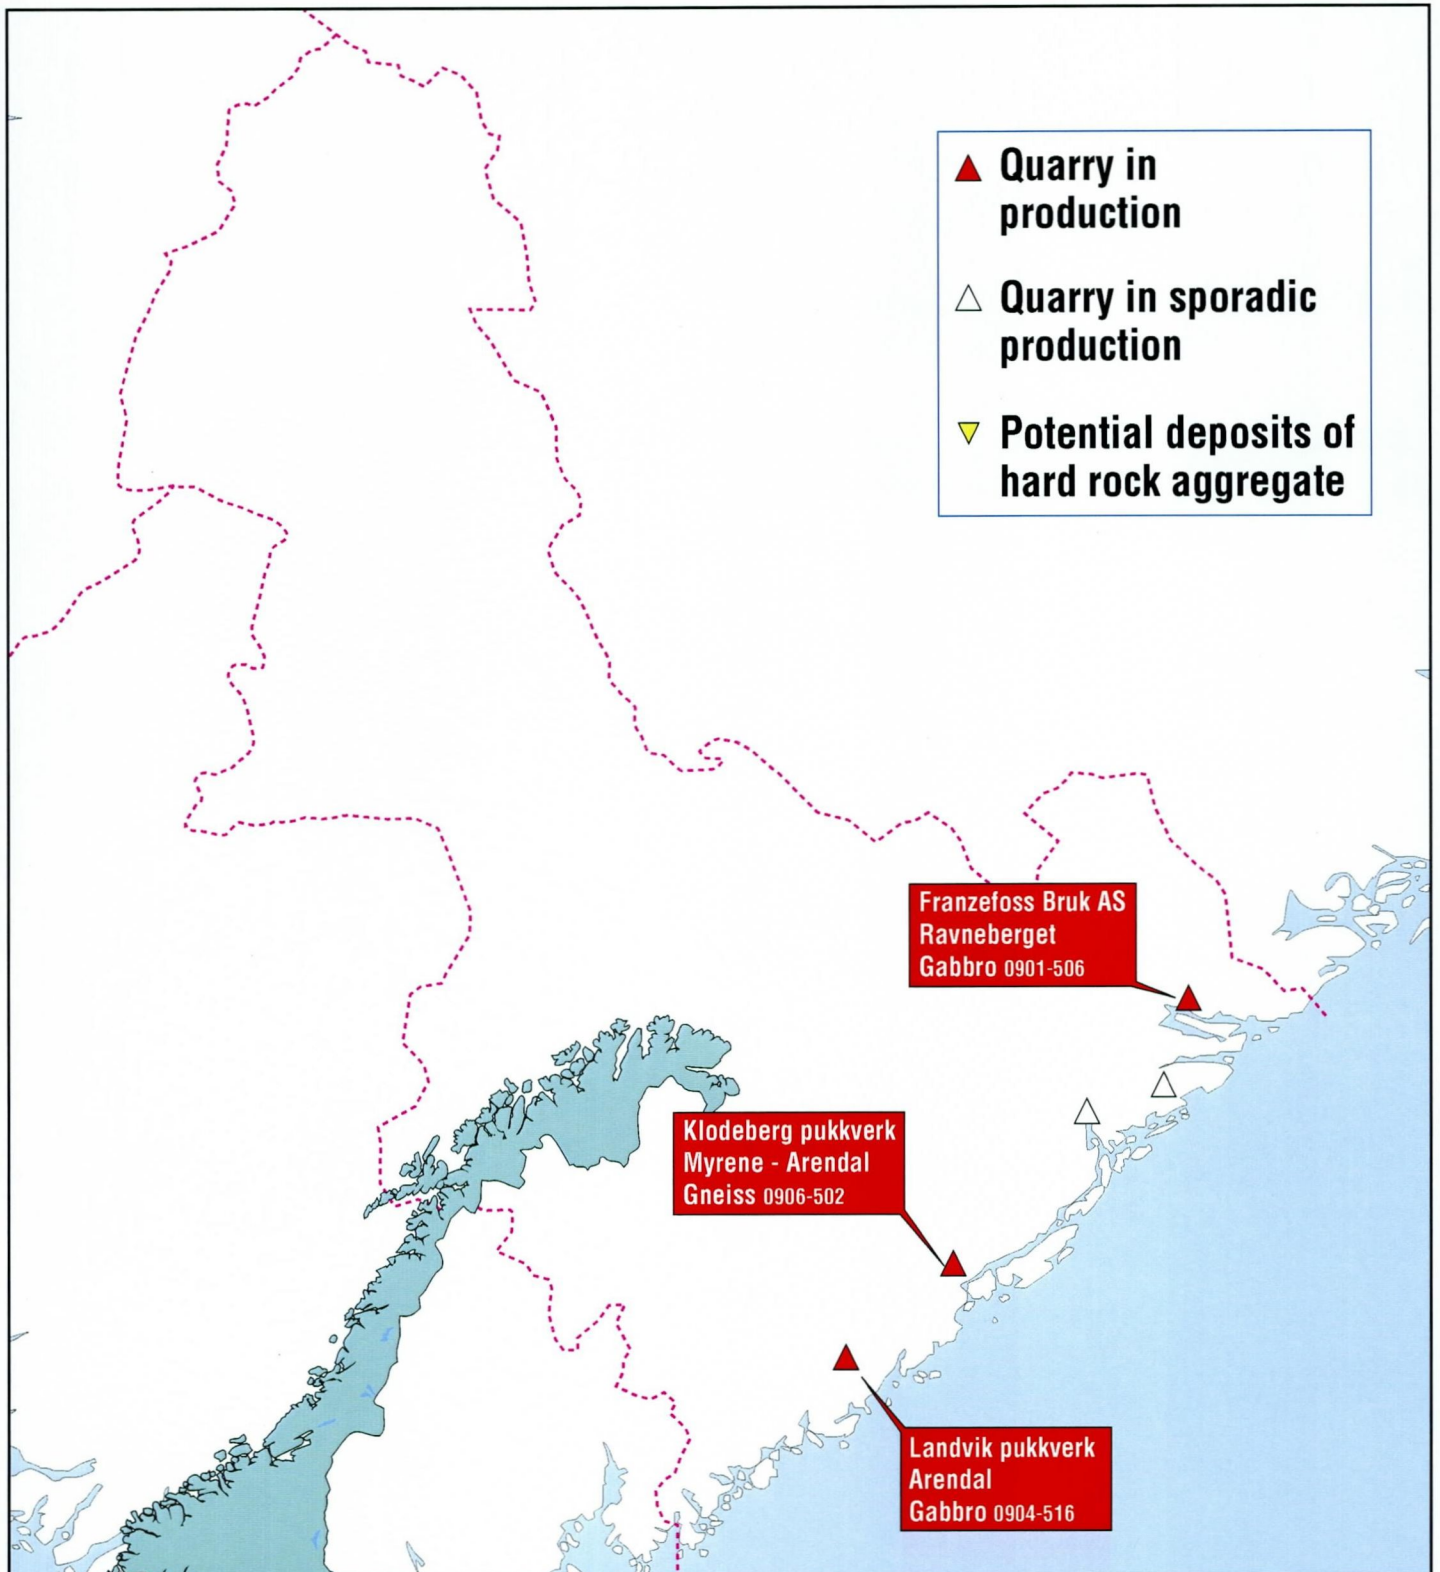 Quarry in
production
Quarry in sporadic
production
Potential deposits of
hard rock aggregate
Franzefoss Bruk AS
Ravneberget
Gabbro 0901-506
Klodeberg pukkverk
Myrene - Arendal
Gneiss 0906-502
Landvik pukkverk
Arendal
Gabbro 0904-516